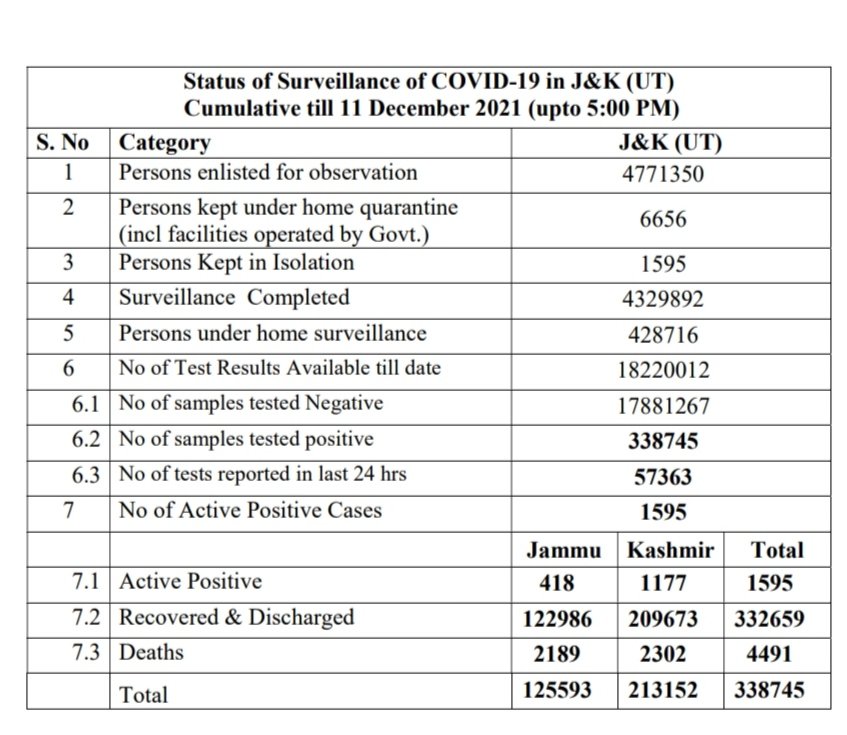 Status of Surveillance of COVID-19 in J&K (UT)
Cumulative till 11 December 2021 (upto 5:00 PM)
S. No Category J&K (UT)
1 Persons enlisted for observation 4771350
2 Persons kept under home quarantine
(incl facilities operated by Govt.) 6656
3 Persons Kept in Isolation 1595
4 Surveillance Completed 4329892
5 Persons under home surveillance 428716
6 No of Test Results Available till date 18220012
6.1 No of samples tested Negative 17881267
6.2 No of samples tested positive 338745
6.3 No of tests reported in last 24 hrs 57363
7 No of Active Positive Cases 1595
Jammu Kashmir Total
7.1 Active Positive 418 1177 1595
7.2 Recovered & Discharged 122986 209673 332659
7.3 Deaths 2189 2302 4491
Total 125593 213152 338745